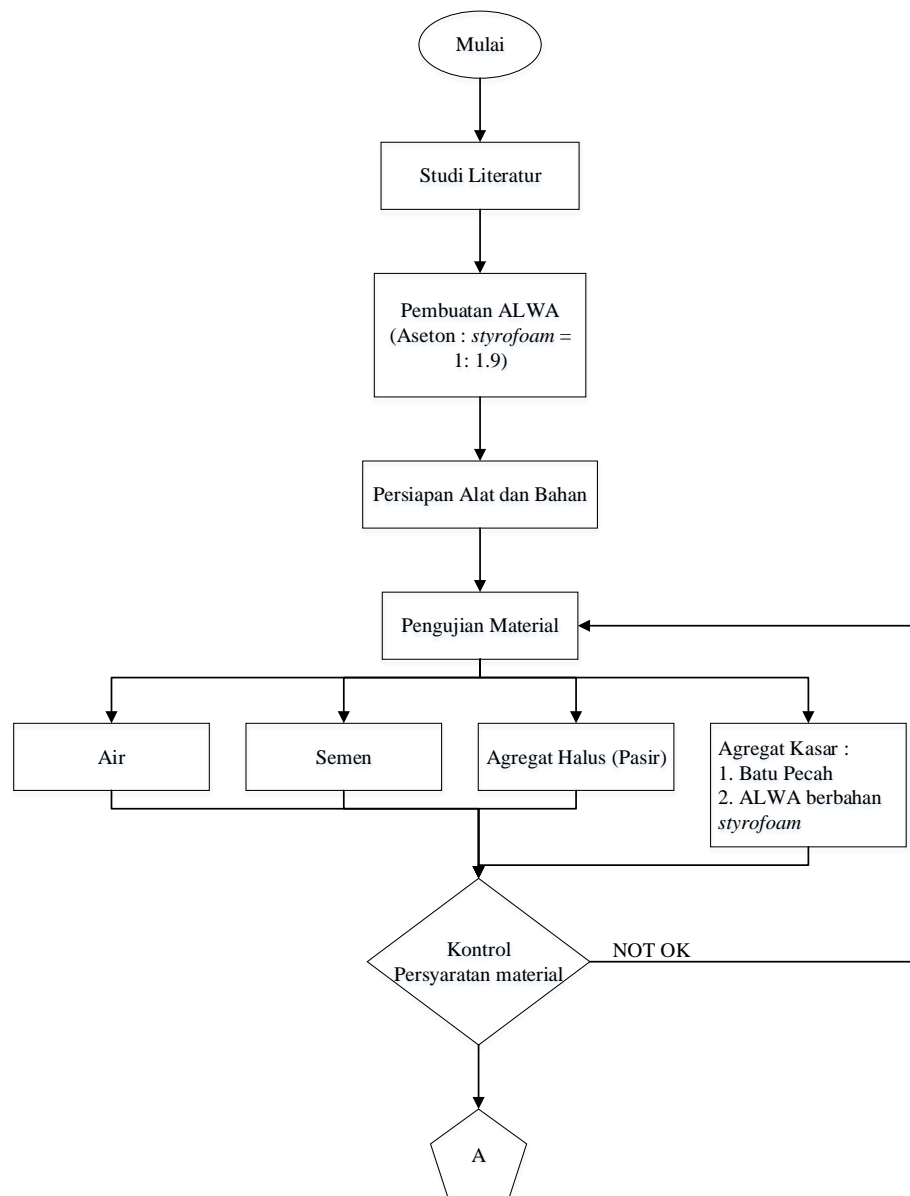 Mulai
Studi Literatur
Pembuatan ALWA
(Aseton : styrofoam =
1: 1.9)
Persiapan Alat dan Bahan
Pengujian Material
Air
Semen
Agregat Halus (Pasir)
Agregat Kasar :
1. Batu Pecah
2. ALWA berbahan
styrofoam
Kontrol
Persyaratan material
NOT OK
A